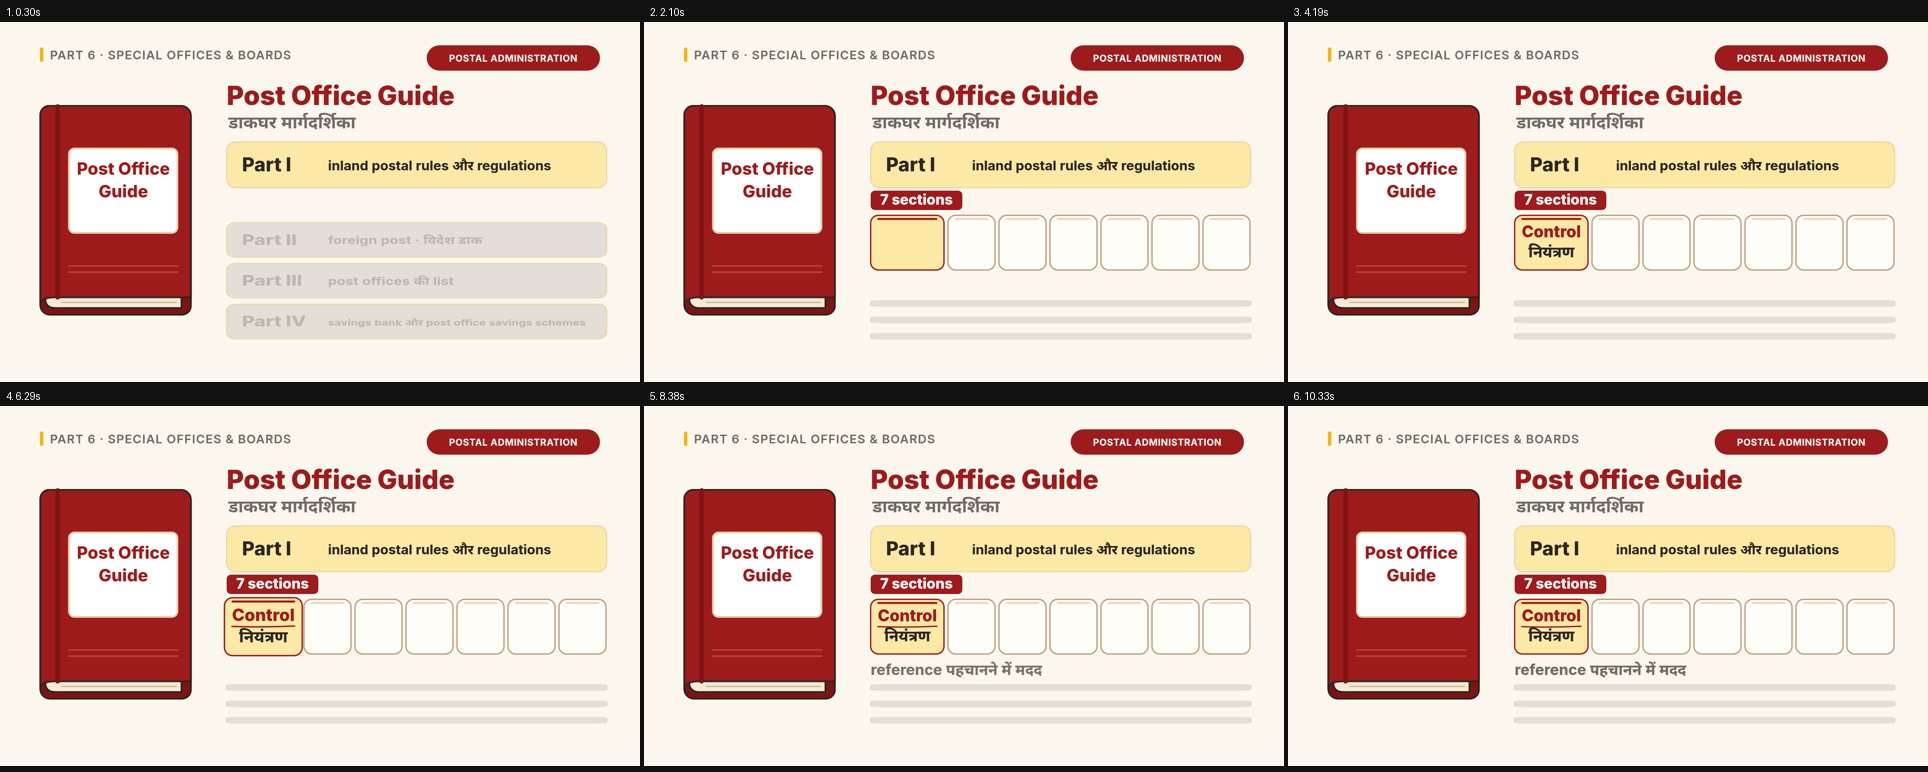 1. 0.30s
PART 6 · SPECIAL OFFICES & BOARDS
POSTAL ADMINISTRATION
Post Office Guide
डाकघर मार्गदर्शिका
Post Office
Guide
Part I inland postal rules और regulations
Part II foreign post · विदेश डाक
Part III post offices की list
Part IV savings bank और post office savings schemes
2. 2.10s
PART 6 · SPECIAL OFFICES & BOARDS
POSTAL ADMINISTRATION
Post Office Guide
डाकघर मार्गदर्शिका
Post Office
Guide
Part I inland postal rules और regulations
7 sections
3. 4.19s
PART 6 · SPECIAL OFFICES & BOARDS
POSTAL ADMINISTRATION
Post Office Guide
डाकघर मार्गदर्शिका
Post Office
Guide
Part I inland postal rules और regulations
7 sections
Control
नियंत्रण
4. 6.29s
PART 6 · SPECIAL OFFICES & BOARDS
POSTAL ADMINISTRATION
Post Office Guide
डाकघर मार्गदर्शिका
Post Office
Guide
Part I inland postal rules और regulations
7 sections
Control
नियंत्रण
5. 8.38s
PART 6 · SPECIAL OFFICES & BOARDS
POSTAL ADMINISTRATION
Post Office Guide
डाकघर मार्गदर्शिका
Post Office
Guide
Part I inland postal rules और regulations
7 sections
Control
नियंत्रण
reference पहचानने में मदद
6. 10.33s
PART 6 · SPECIAL OFFICES & BOARDS
POSTAL ADMINISTRATION
Post Office Guide
डाकघर मार्गदर्शिका
Post Office
Guide
Part I inland postal rules और regulations
7 sections
Control
नियंत्रण
reference पहचानने में मदद